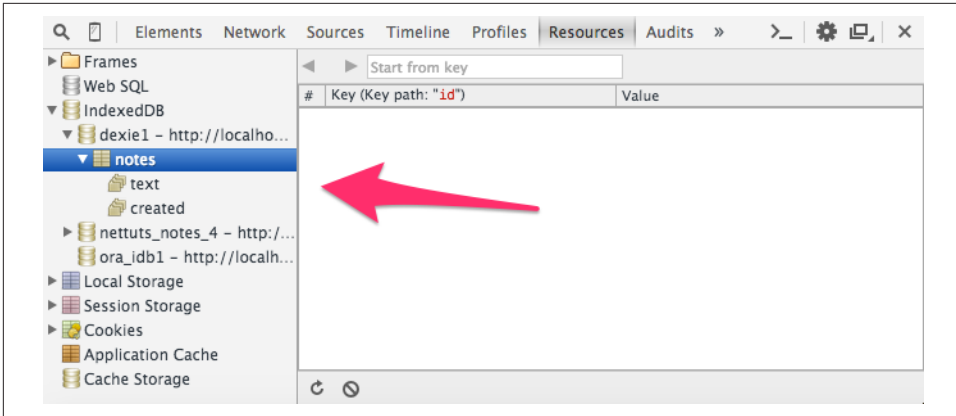 Elements Network Sources Timeline Profiles Resources Audits »
Frames
Start from key
Web SQL
# Key (Key path: "id") Value
IndexedDB
dexie1 – http://localho...
notes
text
created
nettuts_notes_4 – http:/...
ora_idb1 – http://localh...
Local Storage
Session Storage
Cookies
Application Cache
Cache Storage